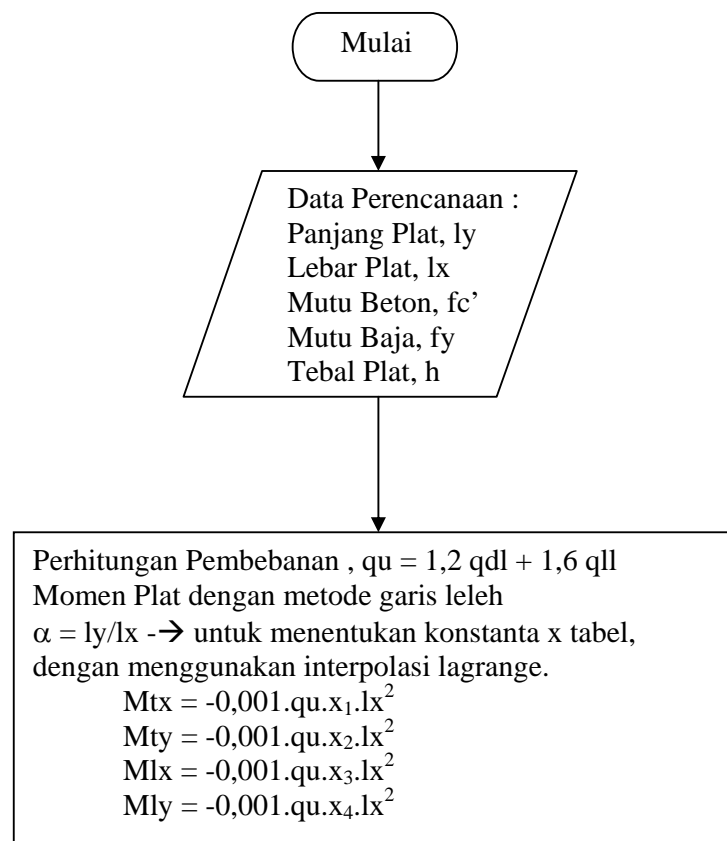 Mulai
Data Perencanaan :
Panjang Plat, ly
Lebar Plat, lx
Mutu Beton, fc’
Mutu Baja, fy
Tebal Plat, h
Perhitungan Pembebanan , qu = 1,2 qdl + 1,6 qll
Momen Plat dengan metode garis leleh
α = ly/lx -→ untuk menentukan konstanta x tabel,
dengan menggunakan interpolasi lagrange.
Mtx = -0,001.qu.x₁.lx²
Mty = -0,001.qu.x₂.lx²
Mlx = -0,001.qu.x₃.lx²
Mly = -0,001.qu.x₄.lx²